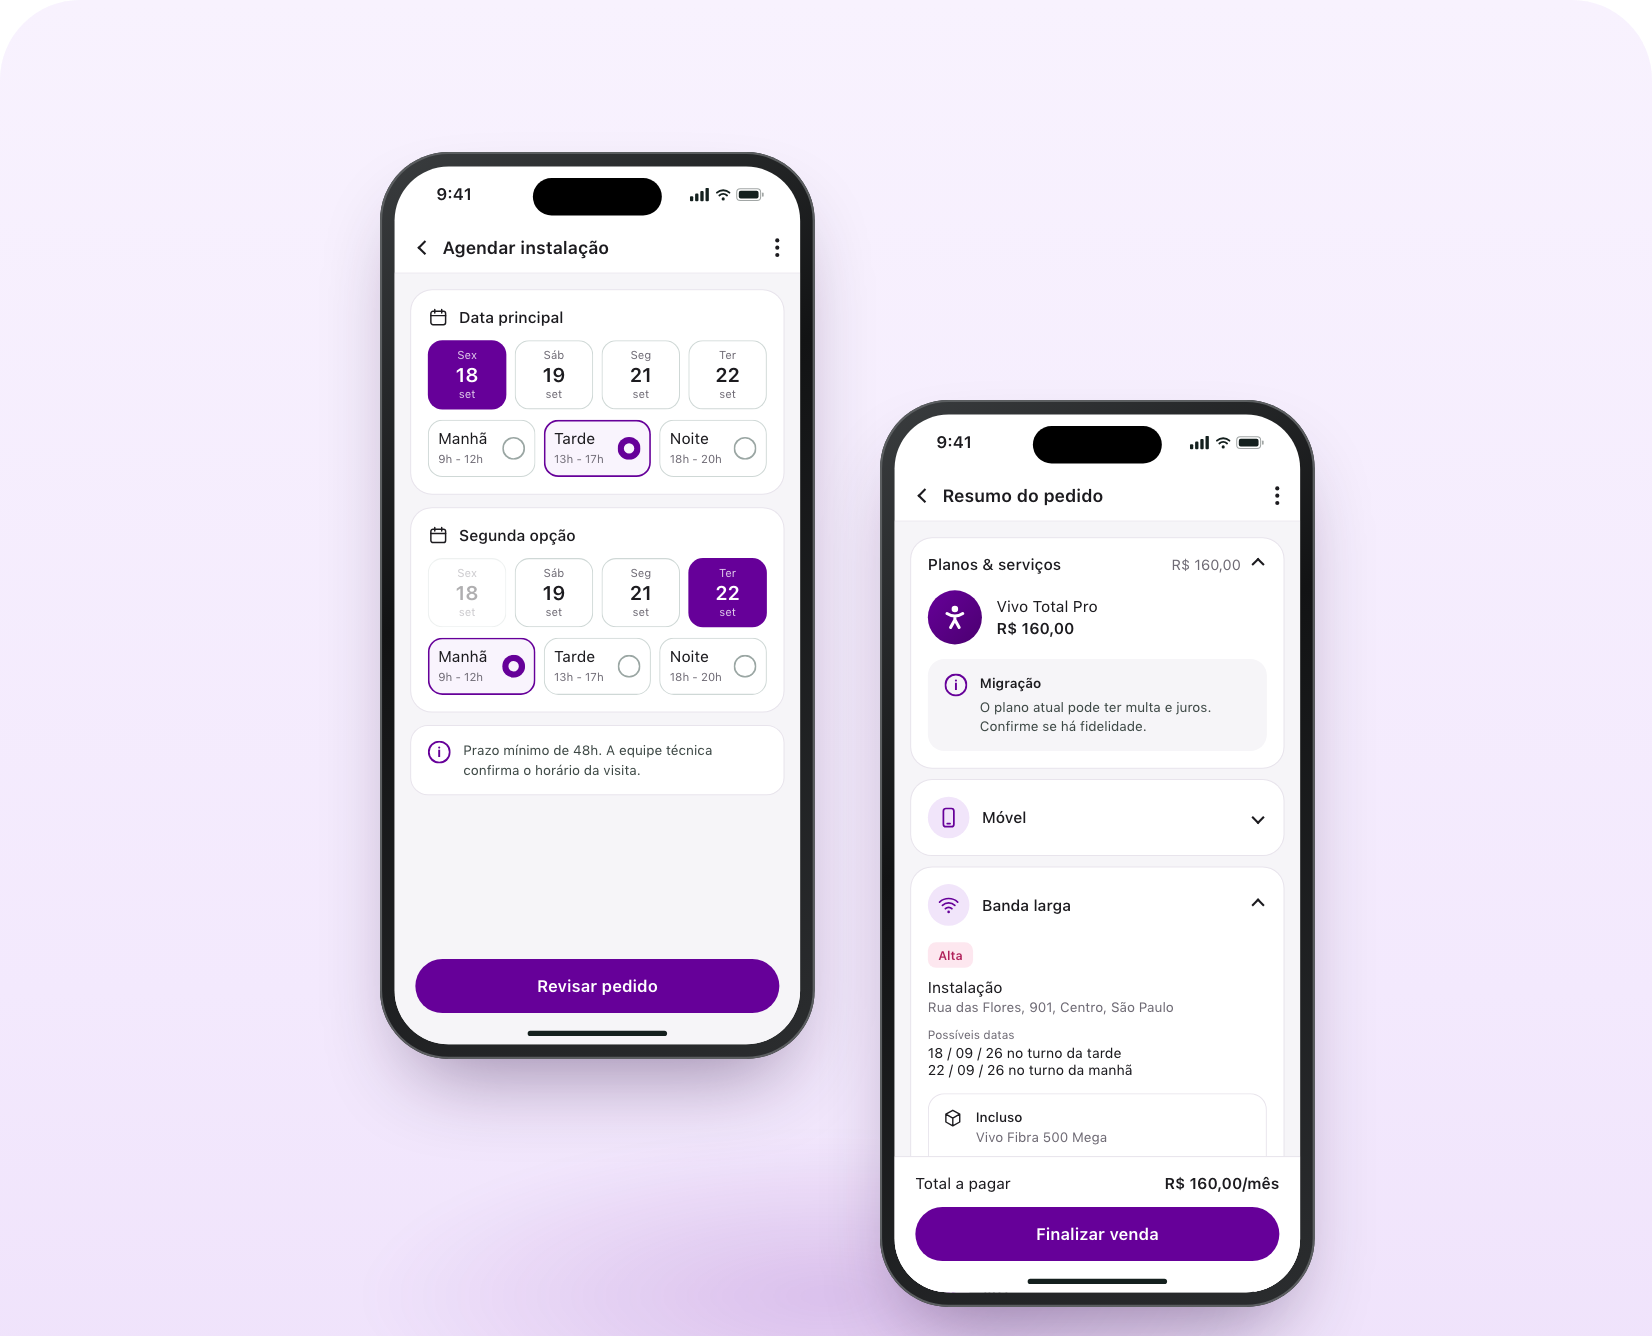 9:41
Agendar instalação
Data principal
Sex
18
set
Sáb
19
set
Seg
21
set
Ter
22
set
Manhã
9h - 12h
Tarde
13h - 17h
Noite
18h - 20h
Segunda opção
Sex
18
set
Sáb
19
set
Seg
21
set
Ter
22
set
Manhã
9h - 12h
Tarde
13h - 17h
Noite
18h - 20h
Prazo mínimo de 48h. A equipe técnica
confirma o horário da visita.
Revisar pedido
9:41
Resumo do pedido
Planos & serviços R$ 160,00
Vivo Total Pro
R$ 160,00
Migração
O plano atual pode ter multa e juros.
Confirme se há fidelidade.
Móvel
Banda larga
Alta
Instalação
Rua das Flores, 901, Centro, São Paulo
Possíveis datas
18 / 09 / 26 no turno da tarde
22 / 09 / 26 no turno da manhã
Incluso
Vivo Fibra 500 Mega
Total a pagar R$ 160,00/mês
Finalizar venda